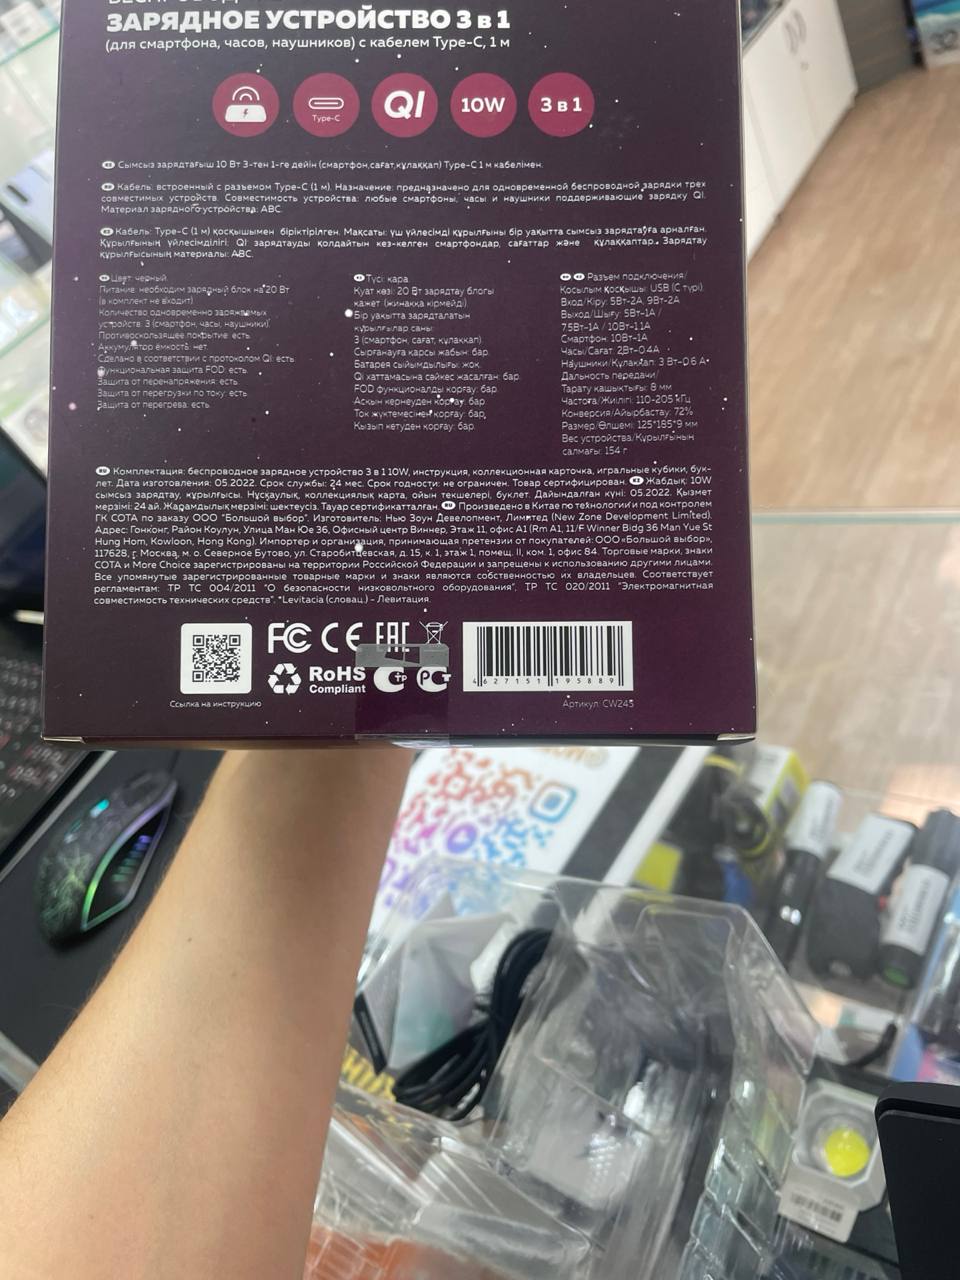 ЗАРЯДНОЕ УСТРОЙСТВО 3 в 1
(для смартфона, часов, наушников) с кабелем Type-C, 1 м
Type-C
QI
10W
3 в 1
KZ Сымсыз зарядтағыш 10 Вт 3-тен 1-ге дейін (смартфон,сағат,құлаққап) Type-C 1 м кабелімен.
RU Кабель: встроенный с разъемом Type-C (1 м). Назначение: предназначено для одновременной беспроводной зарядки трех
совместимых устройств. Совместимость устройства: любые смартфоны, часы и наушники поддерживающие зарядку QI.
Материал зарядного устройства: ABC.
KZ Кабель: Type-C (1 м) қосқышымен біріктірілген. Мақсаты: үш үйлесімді құрылғыны бір уақытта сымсыз зарядтауға арналған.
Құрылғының үйлесімділігі: QI зарядтауды қолдайтын кез-келген смартфондар, сағаттар және құлаққаптар. Зарядтау
құрылғысының материалы: ABC.
RU Цвет: черный.
Питание: необходим зарядный блок на 20 Вт
(в комплект не входит)
Количество одновременно заряжаемых
устройств: 3 (смартфон, часы, наушники).
Противоскользящее покрытие: есть.
Аккумулятор ёмкость: нет.
Сделано в соответствии с протоколом QI: есть.
Функциональная защита FOD: есть.
Защита от перенапряжения: есть.
Защита от перегрузки по току: есть.
Защита от перегрева: есть.
KZ Түсі: қара
Қуат көзі: 20 Вт зарядтау блогы
қажет (жинаққа кірмейді).
Бір уақытта зарядталатын
құрылғылар саны:
3 (смартфон, сағат, құлаққап).
Сырғанауға қарсы жабын: бар.
Батарея сыйымдылығы: жоқ.
Qi хаттамасына сәйкес жасалған: бар.
FOD функционалды қорғау: бар.
Асқын кернеуден қорғау: бар.
Ток жүктемесінен қорғау: бар.
Қызып кетуден қорғау: бар.
RU KZ Разъем подключения/
Қосылым қосқышы: USB (C түрі).
Вход/Кіру: 5Вт-2А, 9Вт-2А
Выход/Шығу: 5Вт-1А /
7.5Вт-1А / 10Вт-1.1А
Смартфон: 10Вт-1А
Часы/Сағат: 2Вт-0.4А
Наушники/Құлаққап: 3 Вт-0.6 А
Дальность передачи/
Тарату қашықтығы: 8 мм
Частота/Жиілігі: 110-205 кГц
Конверсия/Айырбастау: 72%
Размер/Өлшемі: 125*185*9 мм
Вес устройства/Құрылғының
салмағы: 154 г
RU Комплектация: беспроводное зарядное устройство 3 в 1 10W, инструкция, коллекционная карточка, игральные кубики, бук-
лет. Дата изготовления: 05.2022. Срок службы: 24 мес. Срок годности: не ограничен. Товар сертифицирован. KZ Жабдық: 10W
сымсыз зарядтау, құрылғысы. Нұсқаулық, коллекциялық карта, ойын текшелері, буклет. Дайындалған күні: 05.2022. Қызмет
мерзімі: 24 ай. Жарамдылық мерзімі: шектеусіз. Тауар сертификатталған. RU Произведено в Китае по технологии и под контролем
ГК СОТА по заказу ООО "Большой выбор". Изготовитель: Нью Зоун Девелопмент, Лимитед (New Zone Development Limited).
Адрес: Гонконг, Район Коулун, Улица Ман Юе 36, Офисный центр Виннер, Этаж 11, офис А1 (Rm A1, 11/F Winner Bldg 36 Man Yue St
Hung Hom, Kowloon, Hong Kong). Импортер и организация, принимающая претензии от покупателей: ООО «Большой выбор»,
117628, г. Москва, м. о. Северное Бутово, ул. Старобитцевская, д. 15, к. 1, этаж 1, помещ. II, ком. 1, офис 84. Торговые марки, знаки
СОТА и More Choice зарегистрированы на территории Российской Федерации и запрещены к использованию другими лицами.
Все упомянутые зарегистрированные товарные марки и знаки являются собственностью их владельцев. Соответствует
регламентам: ТР ТС 004/2011 "О безопасности низковольтного оборудования", ТР ТС 020/2011 "Электромагнитная
совместимость технических средств". *Levitacia (словац.) - Левитация.
FC CE EAC
RoHS
Compliant
4 627151 195889
Ссылка на инструкцию
Артикул: CW245